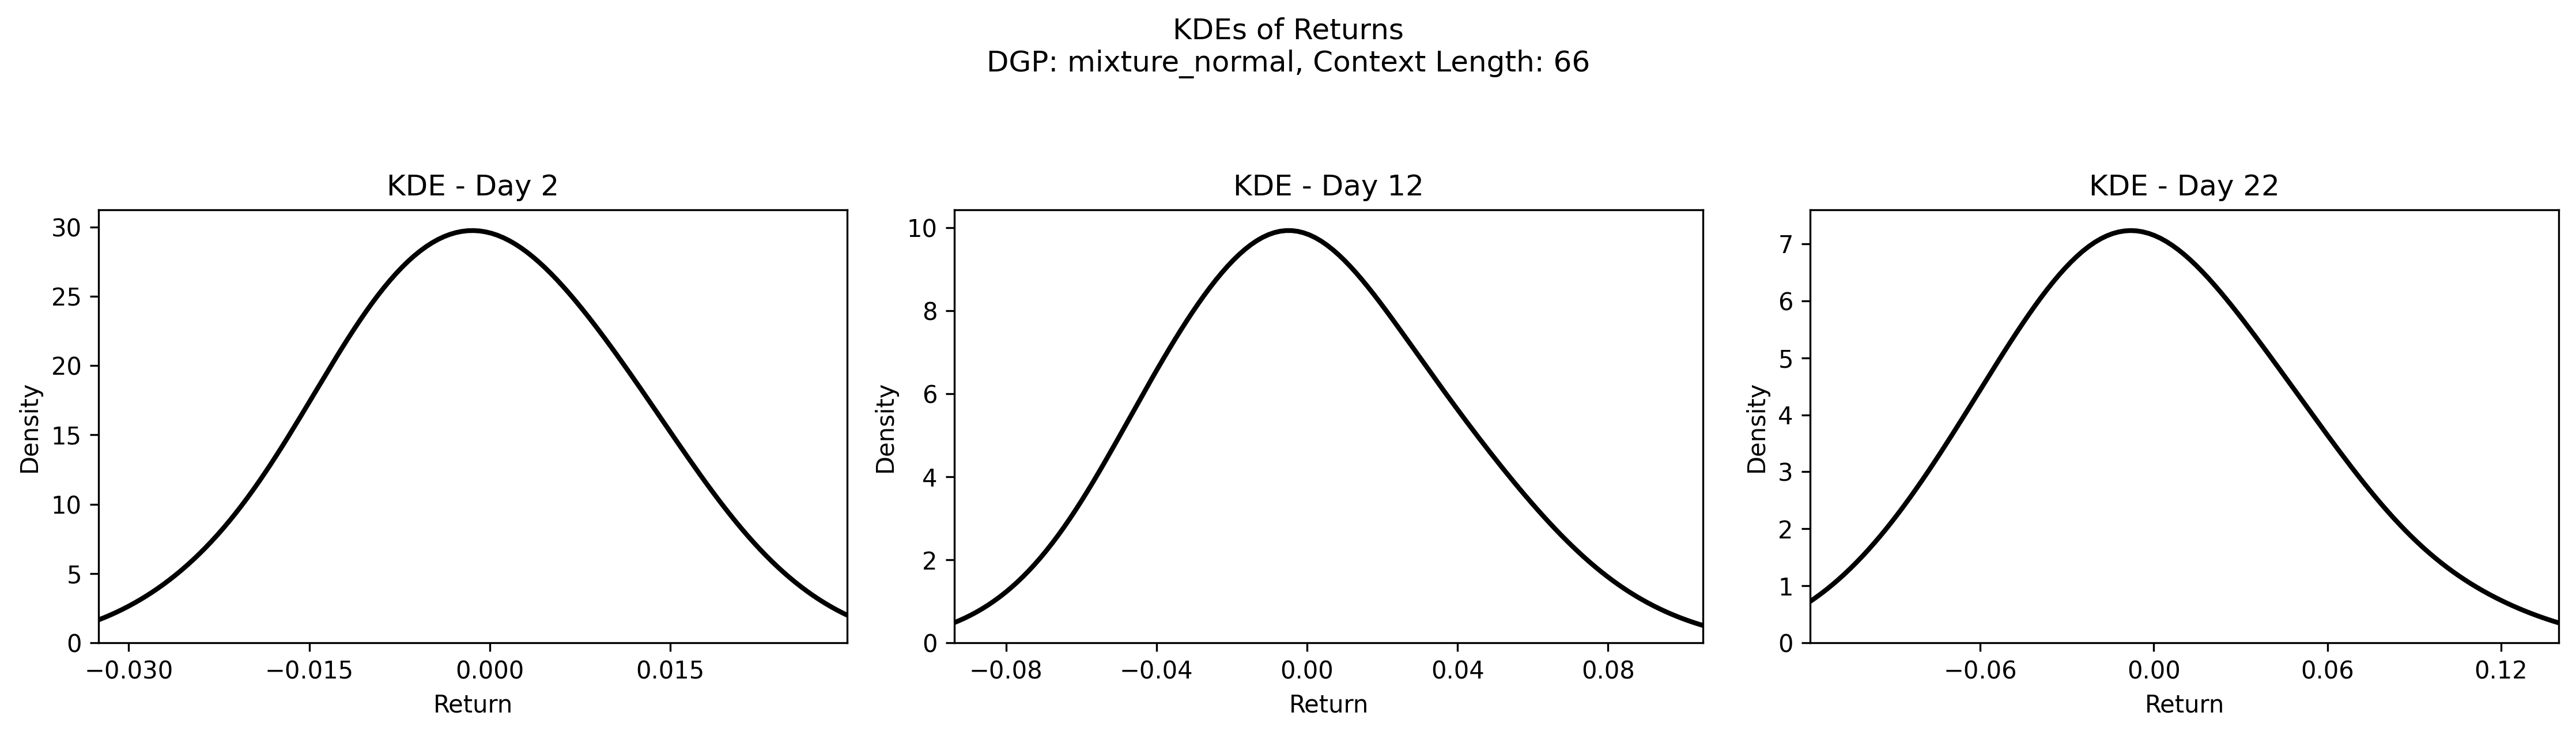 KDEs of Returns
DGP: mixture_normal, Context Length: 66
KDE - Day 2
30
25
20
15
10
5
0
Density
−0.030 −0.015 0.000 0.015
Return
KDE - Day 12
10
8
6
4
2
0
Density
−0.08 −0.04 0.00 0.04 0.08
Return
KDE - Day 22
7
6
5
4
3
2
1
0
Density
−0.06 0.00 0.06 0.12
Return